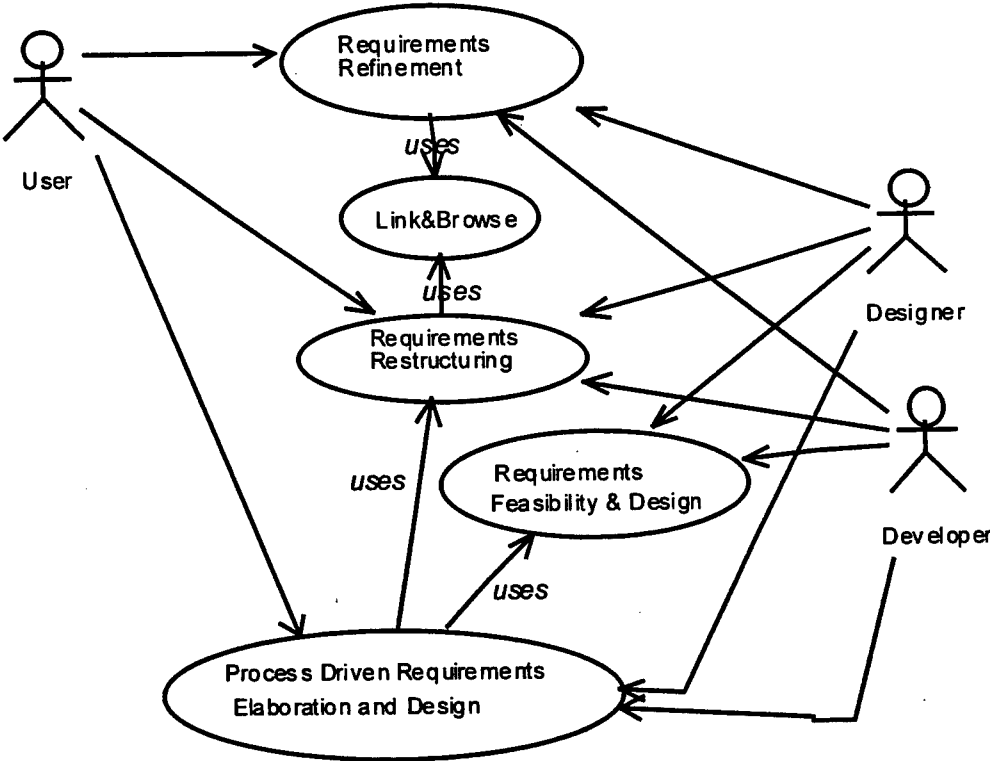 Requirements
Refinement
uses
User
Link&Browse
uses
Designer
Requirements
Restructuring
uses
Requirements
Feasibility & Design
Developer
uses
Process Driven Requirements
Elaboration and Design